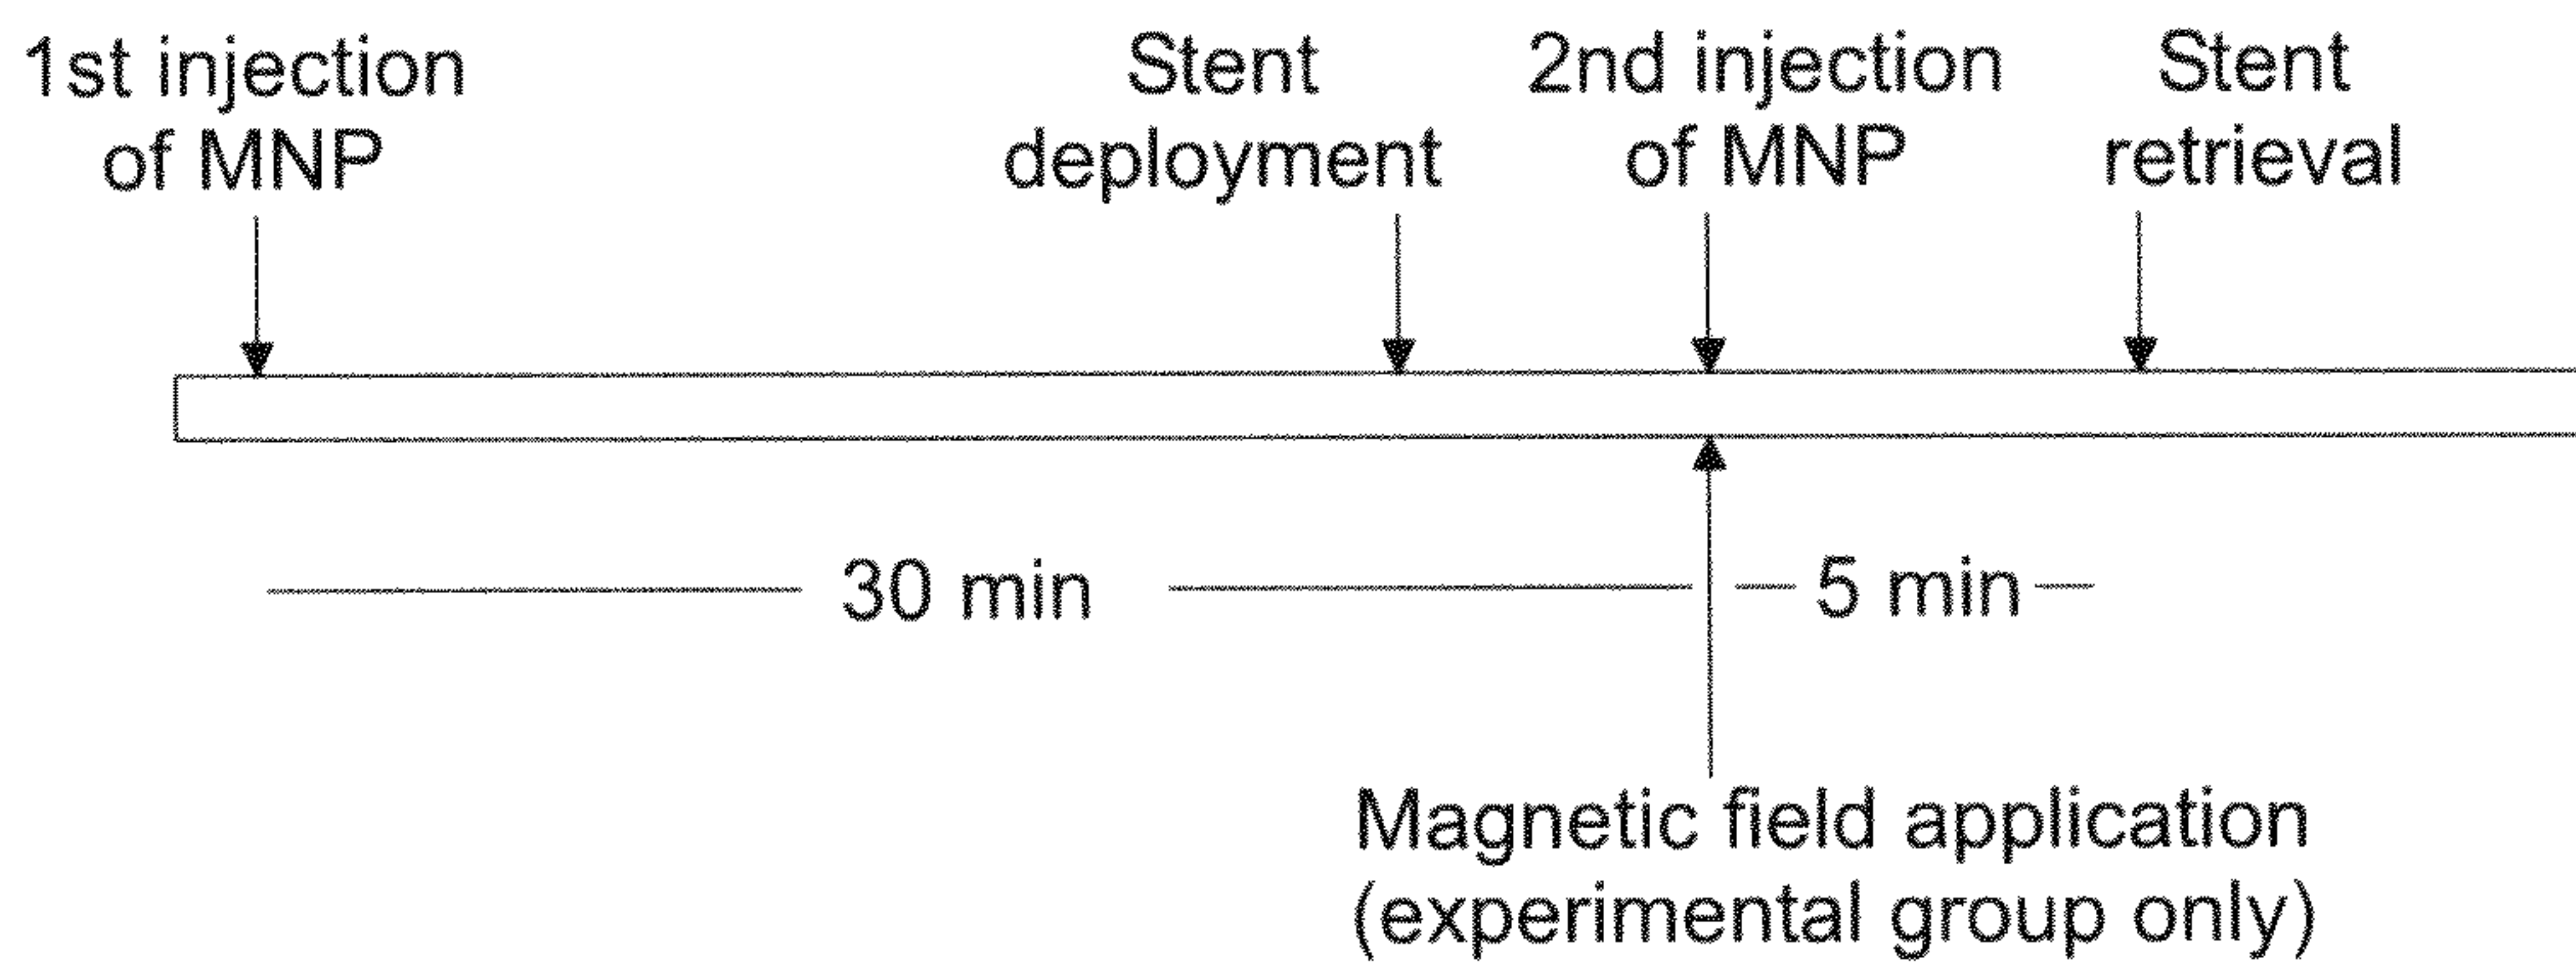 1st injection
of MNP
Stent
deployment
2nd injection
of MNP
Stent
retrieval
30 min
5 min
Magnetic field application
(experimental group only)